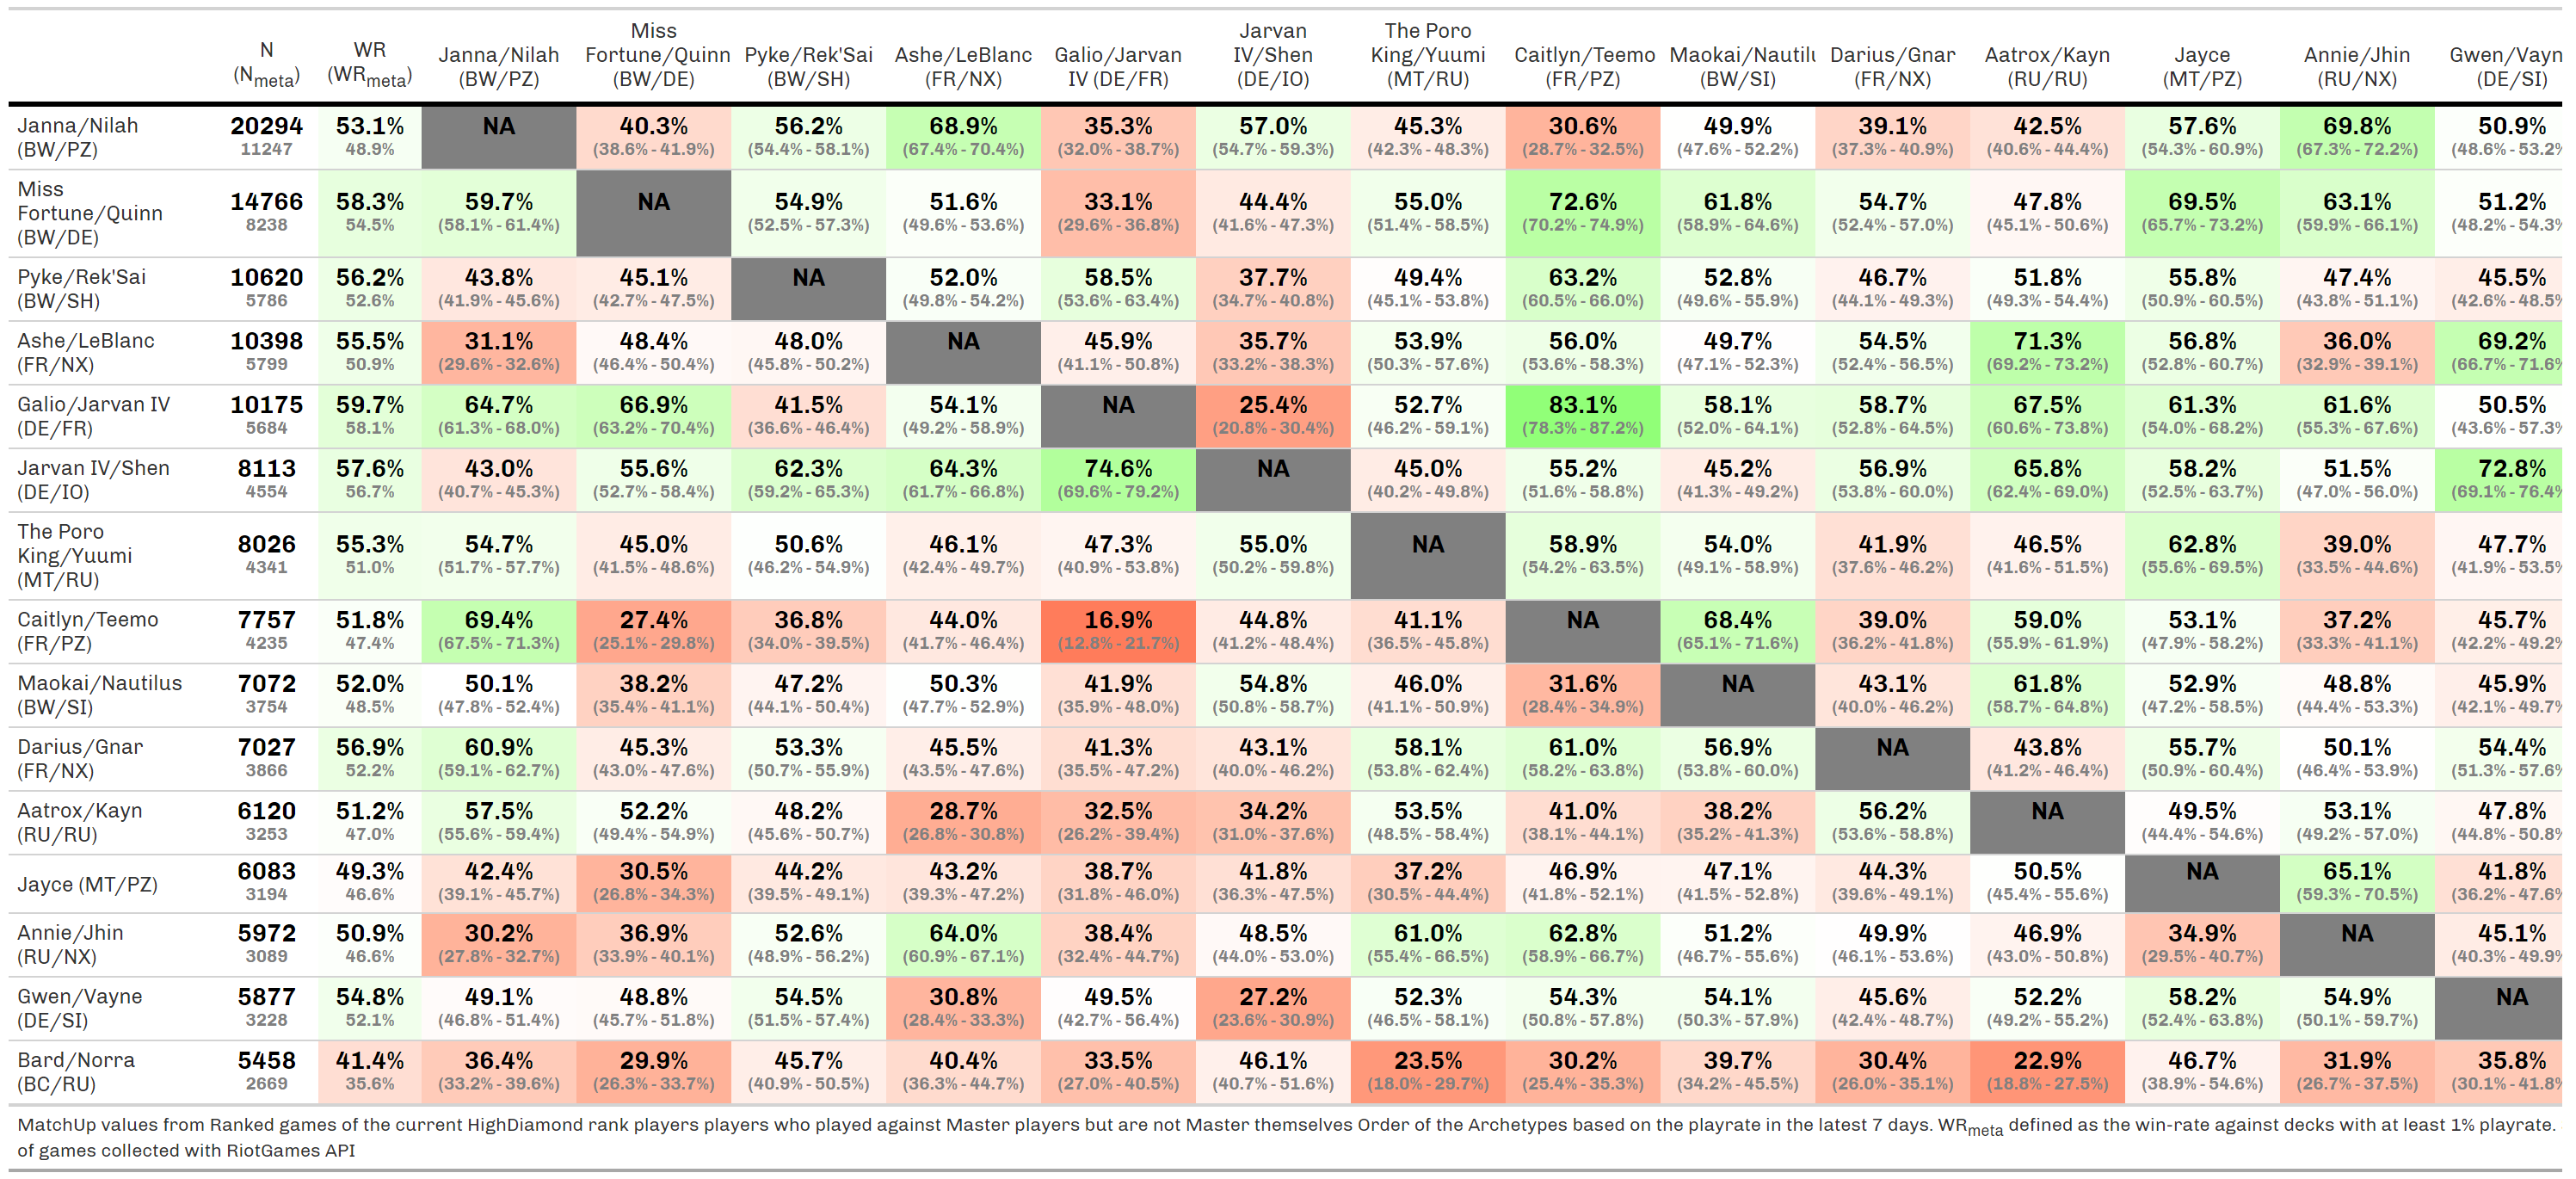 N (Nmeta) WR (WRmeta) Janna/Nilah (BW/PZ) Miss Fortune/Quinn (BW/DE) Pyke/Rek'Sai (BW/SH) Ashe/LeBlanc (FR/NX) Galio/Jarvan IV (DE/FR) Jarvan IV/Shen (DE/IO) The Poro King/Yuumi (MT/RU) Caitlyn/Teemo (FR/PZ) Maokai/Nautilu (BW/SI) Darius/Gnar (FR/NX) Aatrox/Kayn (RU/RU) Jayce (MT/PZ) Annie/Jhin (RU/NX) Gwen/Vayn (DE/SI)
Janna/Nilah 20294 53.1% NA 40.3% 56.2% 68.9% 35.3% 57.0% 45.3% 30.6% 49.9% 39.1% 42.5% 57.6% 69.8% 50.9%
(BW/PZ) 11247 48.9% (38.6% - 41.9%) (54.4% - 58.1%) (67.4% - 70.4%) (32.0% - 38.7%) (54.7% - 59.3%) (42.3% - 48.3%) (28.7% - 32.5%) (47.6% - 52.2%) (37.3% - 40.9%) (40.6% - 44.4%) (54.3% - 60.9%) (67.3% - 72.2%) (48.6% - 53.2%
Miss
Fortune/Quinn 14766 58.3% 59.7% NA 54.9% 51.6% 33.1% 44.4% 55.0% 72.6% 61.8% 54.7% 47.8% 69.5% 63.1% 51.2%
(BW/DE) 8238 54.5% (58.1% - 61.4%) (52.5% - 57.3%) (49.6% - 53.6%) (29.6% - 36.8%) (41.6% - 47.3%) (51.4% - 58.5%) (70.2% - 74.9%) (58.9% - 64.6%) (52.4% - 57.0%) (45.1% - 50.6%) (65.7% - 73.2%) (59.9% - 66.1%) (48.2% - 54.3%
Pyke/Rek'Sai 10620 56.2% 43.8% 45.1% NA 52.0% 58.5% 37.7% 49.4% 63.2% 52.8% 46.7% 51.8% 55.8% 47.4% 45.5%
(BW/SH) 5786 52.6% (41.9% - 45.6%) (42.7% - 47.5%) (49.8% - 54.2%) (53.6% - 63.4%) (34.7% - 40.8%) (45.1% - 53.8%) (60.5% - 66.0%) (49.6% - 55.9%) (44.1% - 49.3%) (49.3% - 54.4%) (50.9% - 60.5%) (43.8% - 51.1%) (42.6% - 48.5%
Ashe/LeBlanc 10398 55.5% 31.1% 48.4% 48.0% NA 45.9% 35.7% 53.9% 56.0% 49.7% 54.5% 71.3% 56.8% 36.0% 69.2%
(FR/NX) 5799 50.9% (29.6% - 32.6%) (46.4% - 50.4%) (45.8% - 50.2%) (41.1% - 50.8%) (33.2% - 38.3%) (50.3% - 57.6%) (53.6% - 58.3%) (47.1% - 52.3%) (52.4% - 56.5%) (69.2% - 73.2%) (52.8% - 60.7%) (32.9% - 39.1%) (66.7% - 71.6%
Galio/Jarvan IV 10175 59.7% 64.7% 66.9% 41.5% 54.1% NA 25.4% 52.7% 83.1% 58.1% 58.7% 67.5% 61.3% 61.6% 50.5%
(DE/FR) 5684 58.1% (61.3% - 68.0%) (63.2% - 70.4%) (36.6% - 46.4%) (49.2% - 58.9%) (20.8% - 30.4%) (46.2% - 59.1%) (78.3% - 87.2%) (52.0% - 64.1%) (52.8% - 64.5%) (60.6% - 73.8%) (54.0% - 68.2%) (55.3% - 67.6%) (43.6% - 57.3%
Jarvan IV/Shen 8113 57.6% 43.0% 55.6% 62.3% 64.3% 74.6% NA 45.0% 55.2% 45.2% 56.9% 65.8% 58.2% 51.5% 72.8%
(DE/IO) 4554 56.7% (40.7% - 45.3%) (52.7% - 58.4%) (59.2% - 65.3%) (61.7% - 66.8%) (69.6% - 79.2%) (40.2% - 49.8%) (51.6% - 58.8%) (41.3% - 49.2%) (53.8% - 60.0%) (62.4% - 69.0%) (52.5% - 63.7%) (47.0% - 56.0%) (69.1% - 76.4%
The Poro
King/Yuumi 8026 55.3% 54.7% 45.0% 50.6% 46.1% 47.3% 55.0% NA 58.9% 54.0% 41.9% 46.5% 62.8% 39.0% 47.7%
(MT/RU) 4341 51.0% (51.7% - 57.7%) (41.5% - 48.6%) (46.2% - 54.9%) (42.4% - 49.7%) (40.9% - 53.8%) (50.2% - 59.8%) (54.2% - 63.5%) (49.1% - 58.9%) (37.6% - 46.2%) (41.6% - 51.5%) (55.6% - 69.5%) (33.5% - 44.6%) (41.9% - 53.5%
Caitlyn/Teemo 7757 51.8% 69.4% 27.4% 36.8% 44.0% 16.9% 44.8% 41.1% NA 68.4% 39.0% 59.0% 53.1% 37.2% 45.7%
(FR/PZ) 4235 47.4% (67.5% - 71.3%) (25.1% - 29.8%) (34.0% - 39.5%) (41.7% - 46.4%) (12.8% - 21.7%) (41.2% - 48.4%) (36.5% - 45.8%) (65.1% - 71.6%) (36.2% - 41.8%) (55.9% - 61.9%) (47.9% - 58.2%) (33.3% - 41.1%) (42.2% - 49.2%
Maokai/Nautilus 7072 52.0% 50.1% 38.2% 47.2% 50.3% 41.9% 54.8% 46.0% 31.6% NA 43.1% 61.8% 52.9% 48.8% 45.9%
(BW/SI) 3754 48.5% (47.8% - 52.4%) (35.4% - 41.1%) (44.1% - 50.4%) (47.7% - 52.9%) (35.9% - 48.0%) (50.8% - 58.7%) (41.1% - 50.9%) (28.4% - 34.9%) (40.0% - 46.2%) (58.7% - 64.8%) (47.2% - 58.5%) (44.4% - 53.3%) (42.1% - 49.7%
Darius/Gnar 7027 56.9% 60.9% 45.3% 53.3% 45.5% 41.3% 43.1% 58.1% 61.0% 56.9% NA 43.8% 55.7% 50.1% 54.4%
(FR/NX) 3866 52.2% (59.1% - 62.7%) (43.0% - 47.6%) (50.7% - 55.9%) (43.5% - 47.6%) (35.5% - 47.2%) (40.0% - 46.2%) (53.8% - 62.4%) (58.2% - 63.8%) (53.8% - 60.0%) (41.2% - 46.4%) (50.9% - 60.4%) (46.4% - 53.9%) (51.3% - 57.6%
Aatrox/Kayn 6120 51.2% 57.5% 52.2% 48.2% 28.7% 32.5% 34.2% 53.5% 41.0% 38.2% 56.2% NA 49.5% 53.1% 47.8%
(RU/RU) 3253 47.0% (55.6% - 59.4%) (49.4% - 54.9%) (45.6% - 50.7%) (26.8% - 30.8%) (26.2% - 39.4%) (31.0% - 37.6%) (48.5% - 58.4%) (38.1% - 44.1%) (35.2% - 41.3%) (53.6% - 58.8%) (44.4% - 54.6%) (49.2% - 57.0%) (44.8% - 50.8%
Jayce (MT/PZ) 6083 49.3% 42.4% 30.5% 44.2% 43.2% 38.7% 41.8% 37.2% 46.9% 47.1% 44.3% 50.5% NA 65.1% 41.8%
3194 46.6% (39.1% - 45.7%) (26.8% - 34.3%) (39.5% - 49.1%) (39.3% - 47.2%) (31.8% - 46.0%) (36.3% - 47.5%) (30.5% - 44.4%) (41.8% - 52.1%) (41.5% - 52.8%) (39.6% - 49.1%) (45.4% - 55.6%) (59.3% - 70.5%) (36.2% - 47.6%
Annie/Jhin 5972 50.9% 30.2% 36.9% 52.6% 64.0% 38.4% 48.5% 61.0% 62.8% 51.2% 49.9% 46.9% 34.9% NA 45.1%
(RU/NX) 3089 46.6% (27.8% - 32.7%) (33.9% - 40.1%) (48.9% - 56.2%) (60.9% - 67.1%) (32.4% - 44.7%) (44.0% - 53.0%) (55.4% - 66.5%) (58.9% - 66.7%) (46.7% - 55.6%) (46.1% - 53.6%) (43.0% - 50.8%) (29.5% - 40.7%) (40.3% - 49.9%
Gwen/Vayne 5877 54.8% 49.1% 48.8% 54.5% 30.8% 49.5% 27.2% 52.3% 54.3% 54.1% 45.6% 52.2% 58.2% 54.9% NA
(DE/SI) 3228 52.1% (46.8% - 51.4%) (45.7% - 51.8%) (51.5% - 57.4%) (28.4% - 33.3%) (42.7% - 56.4%) (23.6% - 30.9%) (46.5% - 58.1%) (50.8% - 57.8%) (50.3% - 57.9%) (42.4% - 48.7%) (49.2% - 55.2%) (52.4% - 63.8%) (50.1% - 59.7%)
Bard/Norra 5458 41.4% 36.4% 29.9% 45.7% 40.4% 33.5% 46.1% 23.5% 30.2% 39.7% 30.4% 22.9% 46.7% 31.9% 35.8%
(BC/RU) 2669 35.6% (33.2% - 39.6%) (26.3% - 33.7%) (40.9% - 50.5%) (36.3% - 44.7%) (27.0% - 40.5%) (40.7% - 51.6%) (18.0% - 29.7%) (25.4% - 35.3%) (34.2% - 45.5%) (26.0% - 35.1%) (18.8% - 27.5%) (38.9% - 54.6%) (26.7% - 37.5%) (30.1% - 41.8%
MatchUp values from Ranked games of the current HighDiamond rank players players who played against Master players but are not Master themselves Order of the Archetypes based on the playrate in the latest 7 days. WRmeta defined as the win-rate against decks with at least 1% playrate.
of games collected with RiotGames API